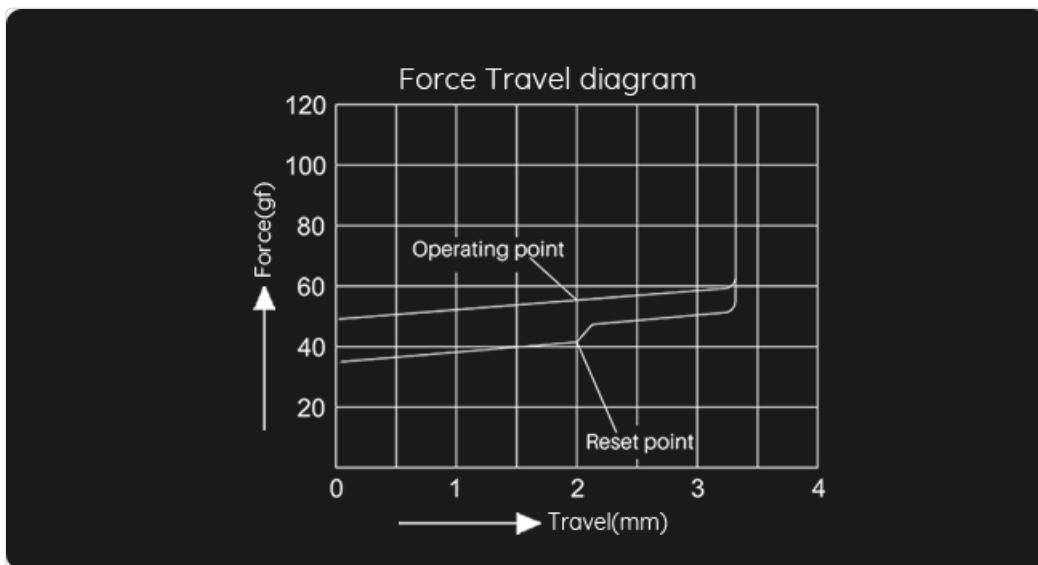 Force Travel diagram
120
100
80
60
40
20
Force(gf)
Operating point
Reset point
0 1 2 3 4
Travel(mm)